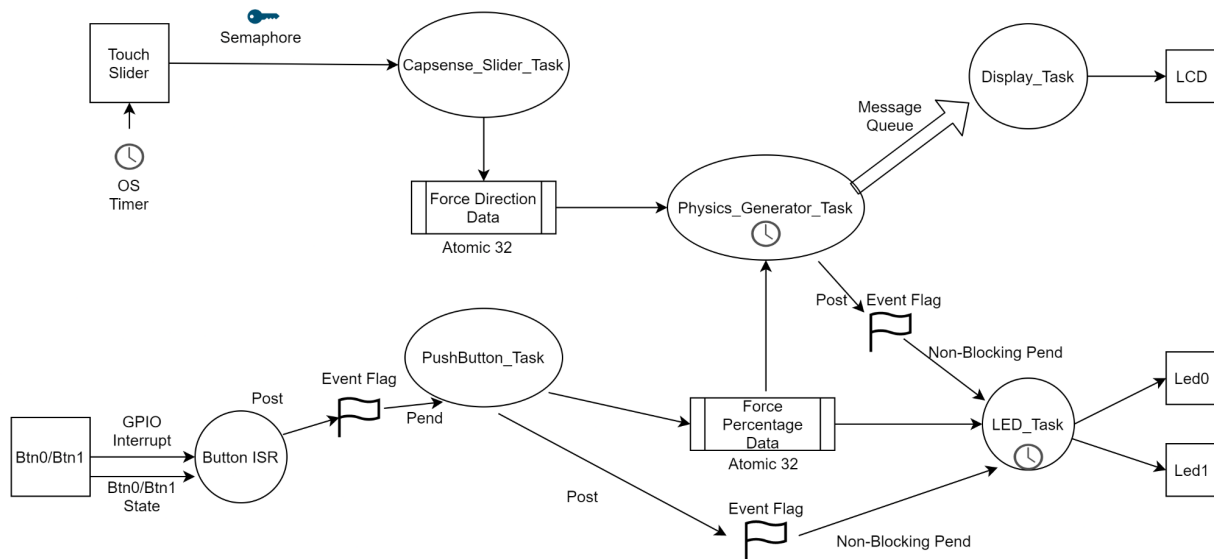 Semaphore
Touch
Slider
Capsense_Slider_Task
Display_Task
LCD
Message
Queue
OS
Timer
Force Direction
Data
Atomic 32
Physics_Generator_Task
Post
Event Flag
Non-Blocking Pend
PushButton_Task
Event Flag
Post
Pend
GPIO
Interrupt
Btn0/Btn1
Button ISR
Btn0/Btn1
State
Force
Percentage
Data
Atomic 32
LED_Task
Led0
Led1
Post
Event Flag
Non-Blocking Pend